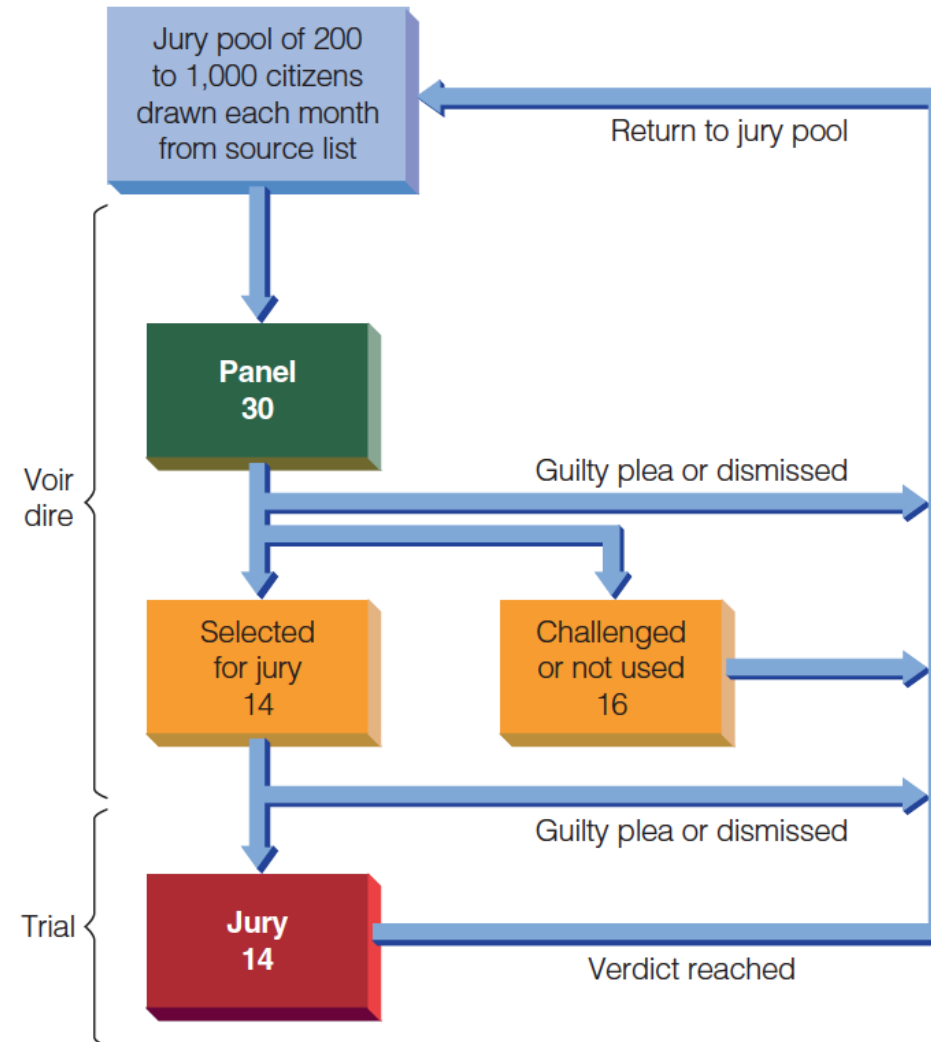 Jury pool of 200
to 1,000 citizens
drawn each month
from source list
Return to jury pool
Panel
30
Voir
dire
Guilty plea or dismissed
Selected
for jury
14
Challenged
or not used
16
Guilty plea or dismissed
Trial
Jury
14
Verdict reached